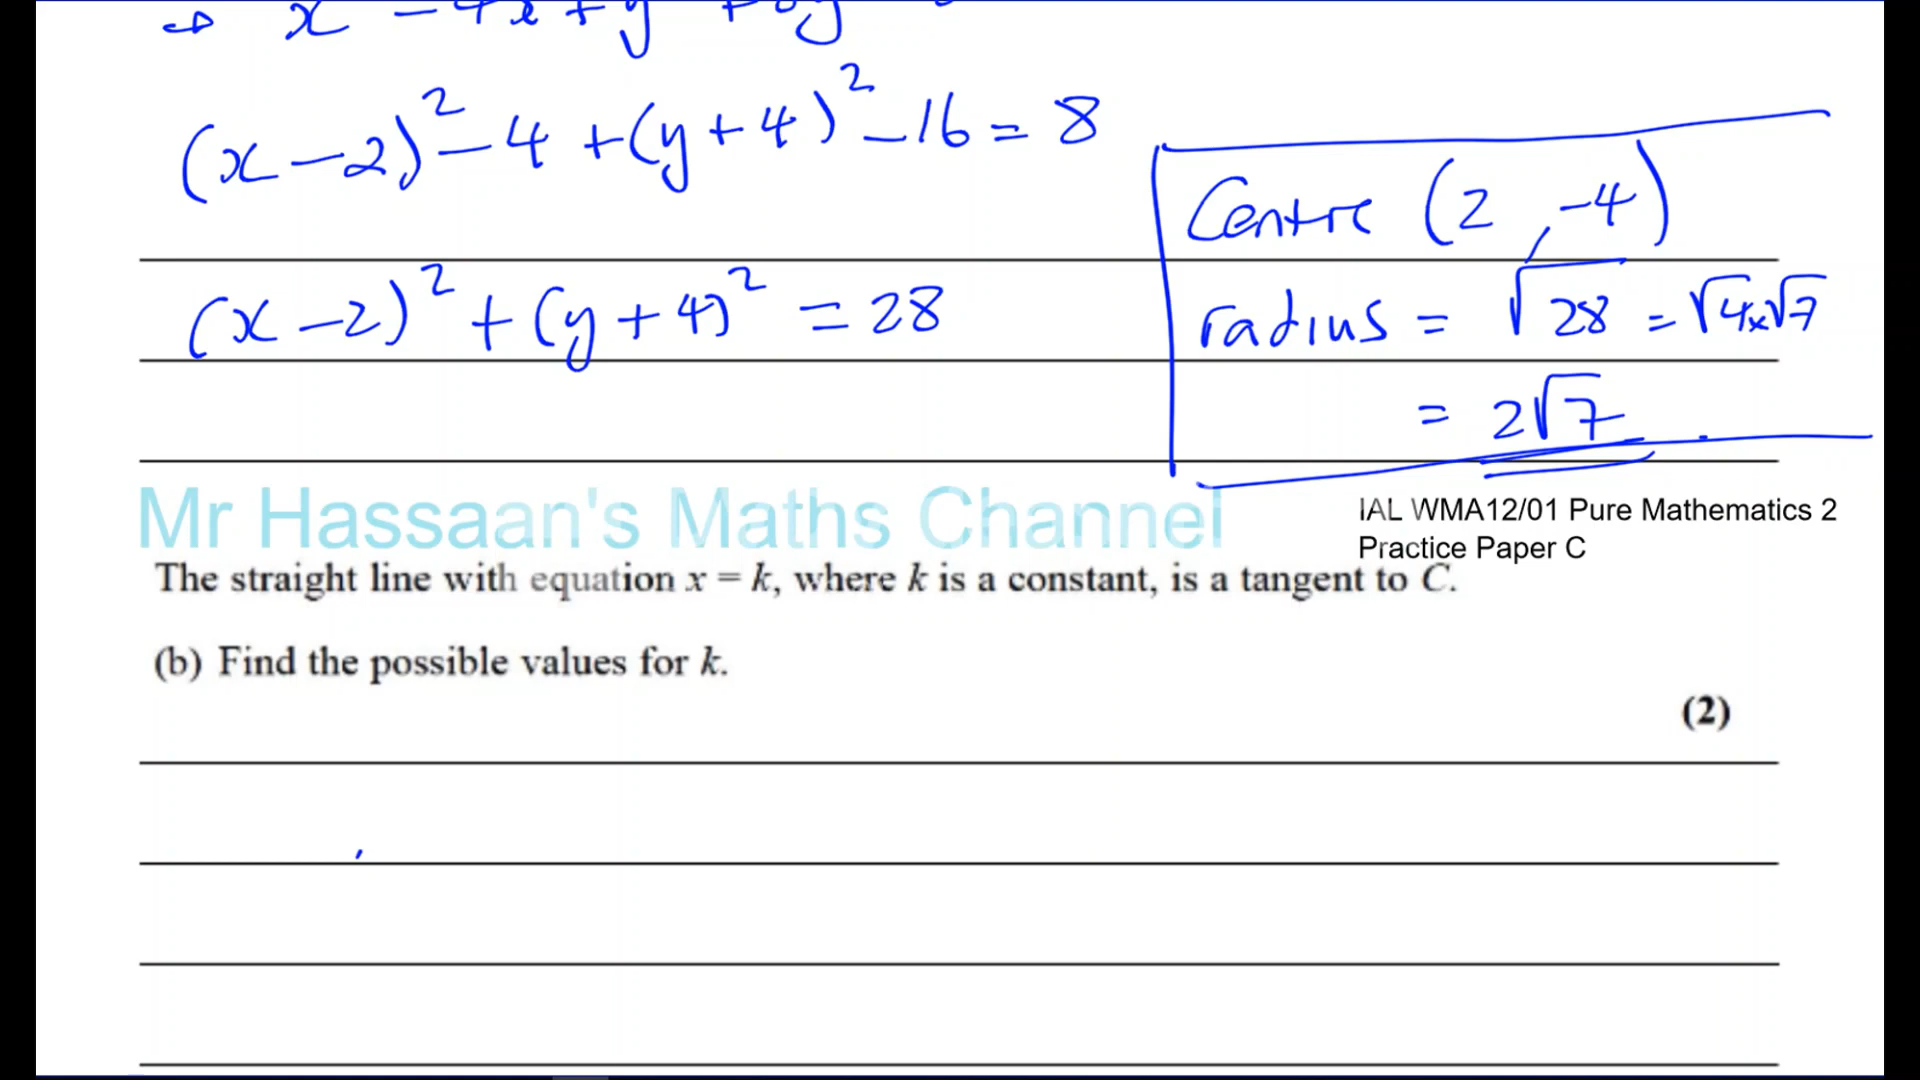 (x-2)²-4+(y+4)²-16=8
Centre (2,-4)
(x-2)²+(y+4)²=28
radius = √28 = √4x√7
= 2√7
Mr Hassaan's Maths Channel
IAL WMA12/01 Pure Mathematics 2
Practice Paper C
The straight line with equation x = k, where k is a constant, is a tangent to C.
(b) Find the possible values for k.
(2)